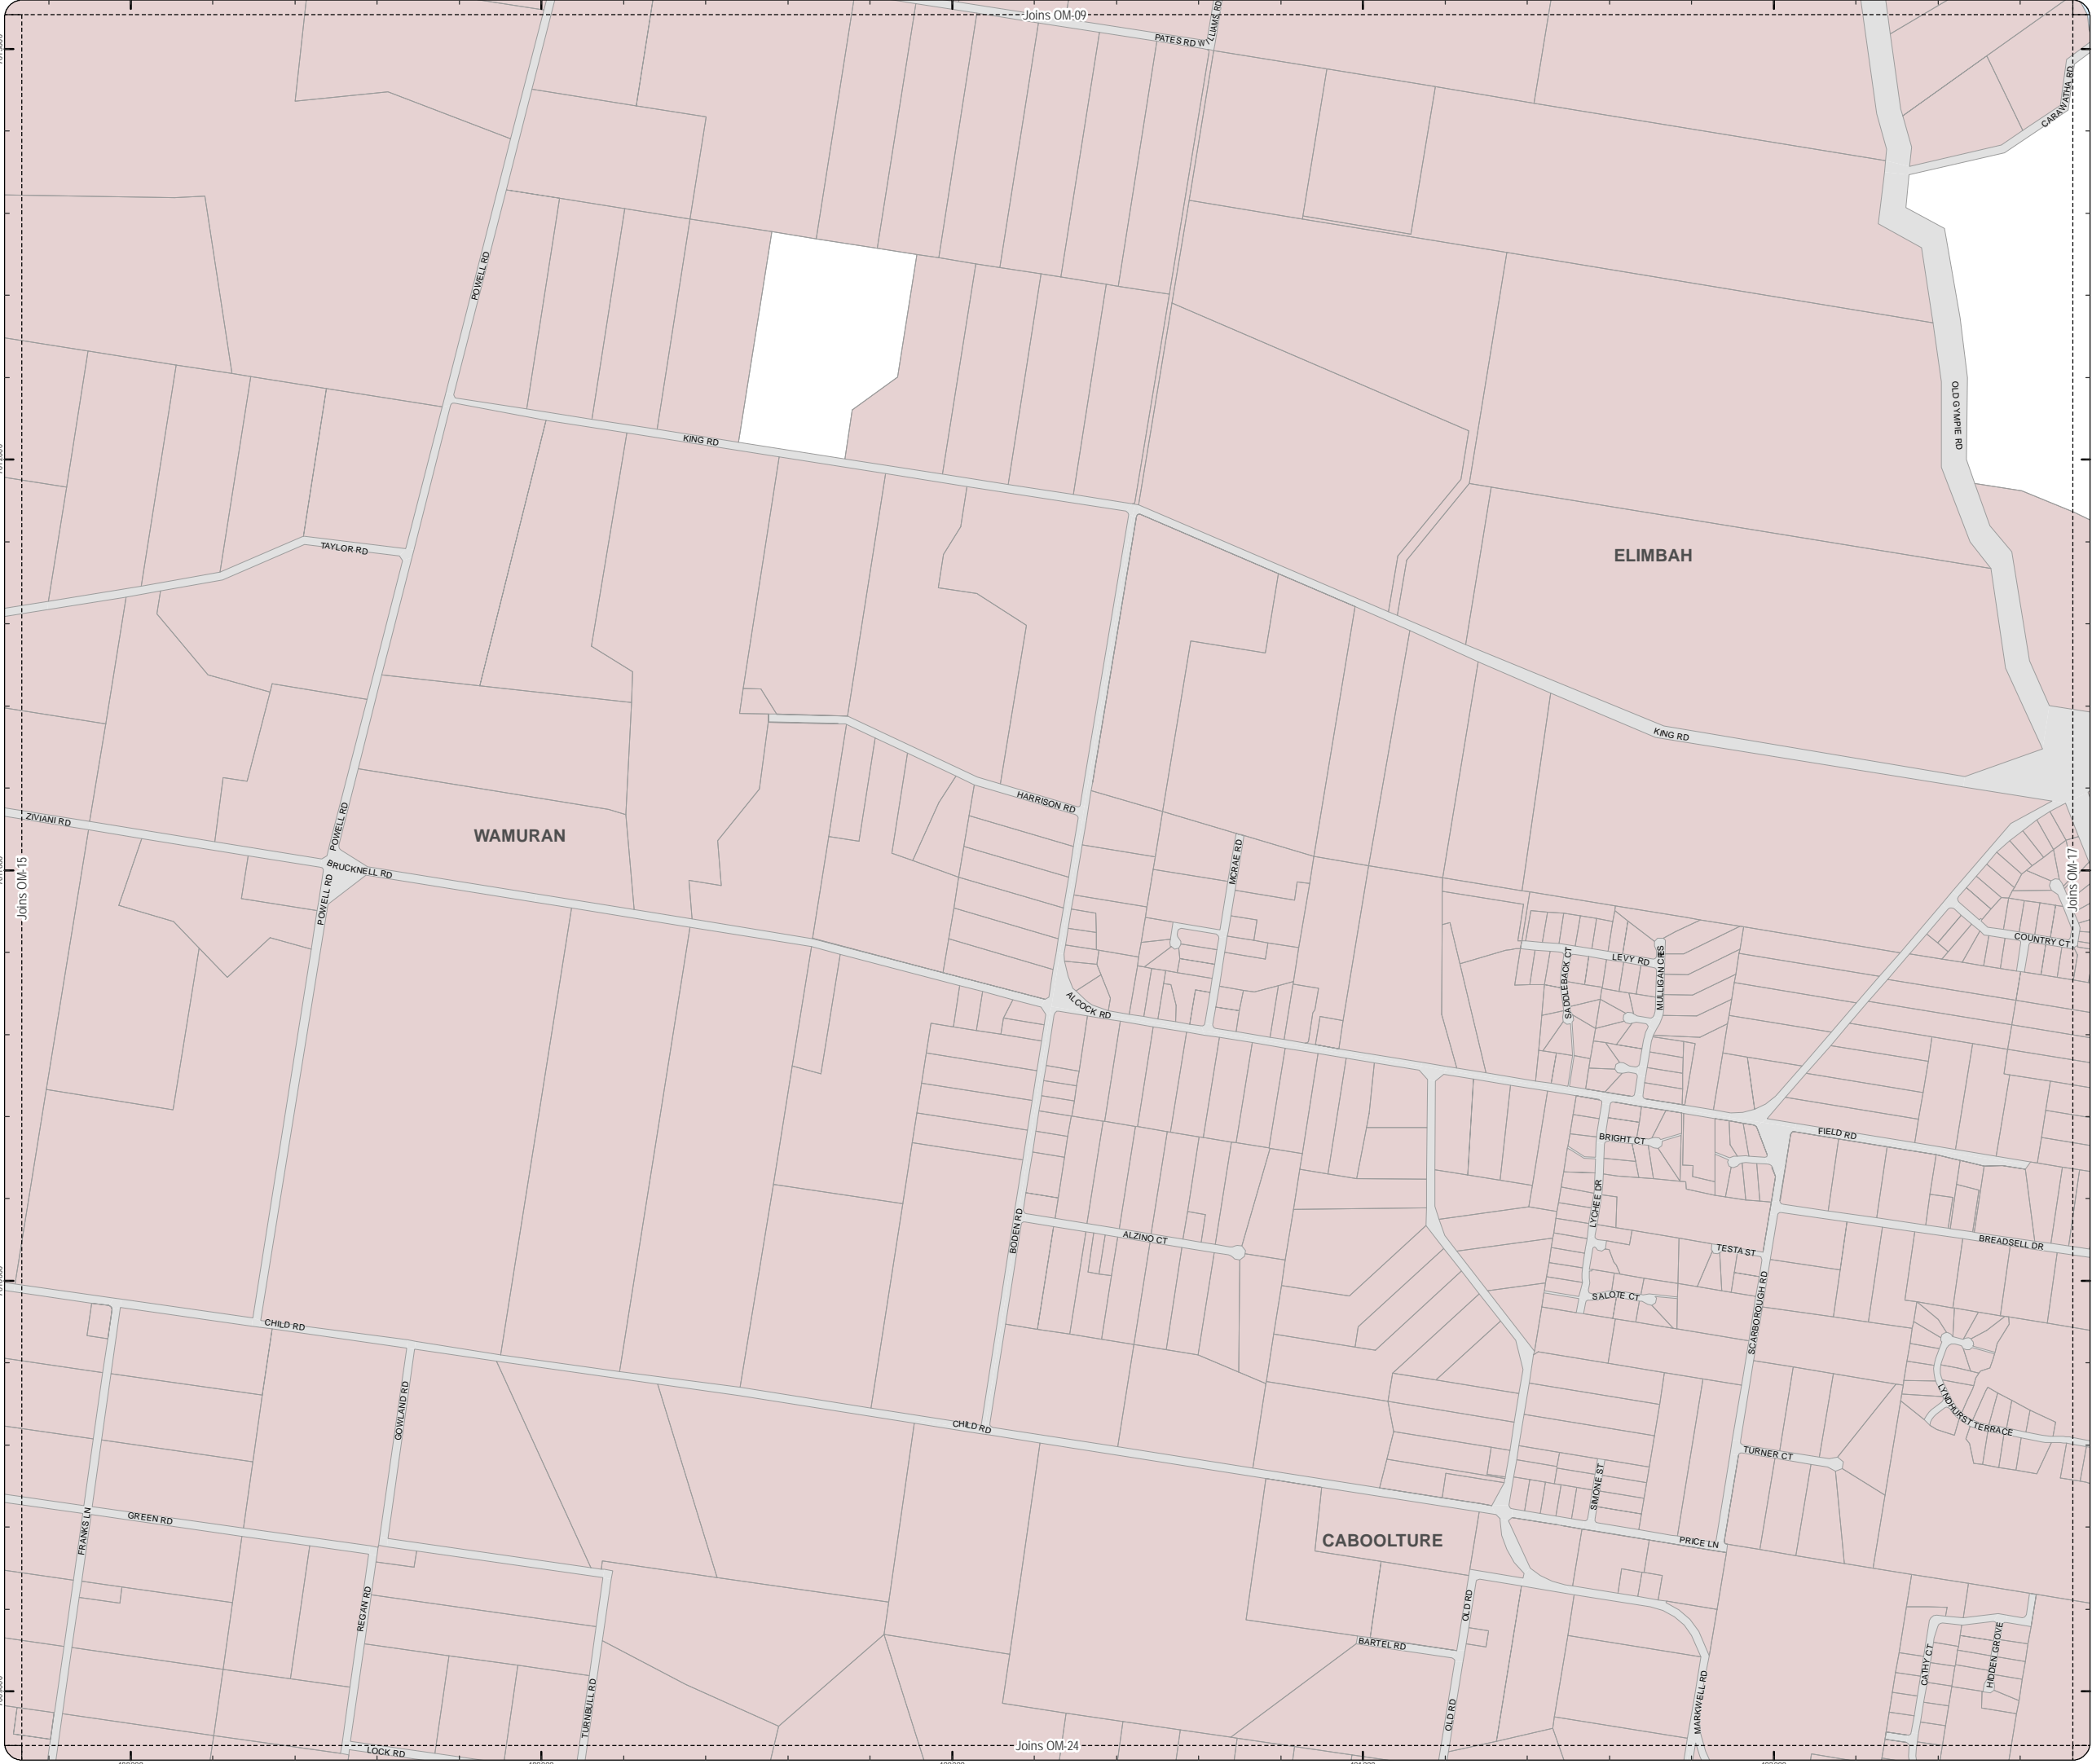 Joins OM-09
PATES RD
WILLIAMS RD
CARAWATHA RD
POWELL RD
OLD GYMPIE RD
KING RD
TAYLOR RD
ELIMBAH
KING RD
HARRISON RD
ZIVIANI RD
POWELL RD
WAMURAN
BRUCKNELL RD
MCRAE RD
Joins OM-15
Joins OM-17
POWELL RD
COUNTRY CT
LEVY RD
SADDLEBACK CT
MULLIGAN CRES
ALCOCK RD
FIELD RD
BRIGHT CT
LYCHEE DR
BODEN RD
ALZINO CT
TESTA ST
BREADSELL DR
SALOTE CT
SCARBOROUGH RD
CHILD RD
GOWLAND RD
CHILD RD
LYNDHURST TERRACE
TURNER CT
SIMONE ST
FRANKS LN
GREEN RD
CABOOLTURE
PRICE LN
REGAN RD
OLD RD
BARTEL RD
CATHY CT
HIDDEN GROVE
TURNBULL RD
OLD RD
MARKWELL RD
LOCK RD
Joins OM-24